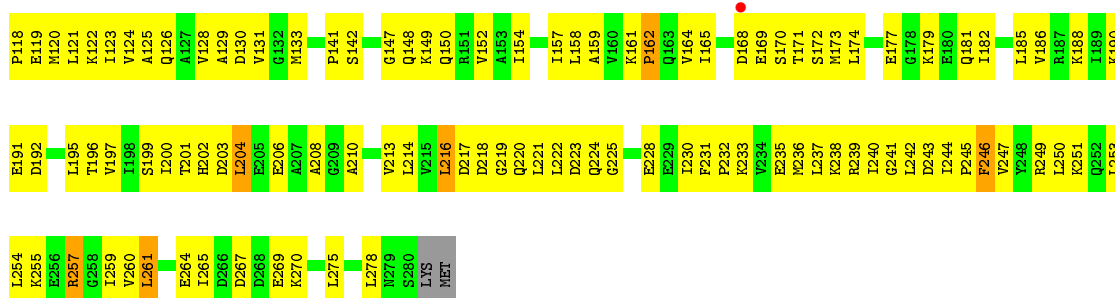 P118 E119 M120 L121 K122 I123 V124 A125 Q126 A127 V128 A129 D130 V131 G132 M133 P141 S142 G147 Q148 K149 Q150 R151 V152 A153 I154 I157 L158 A159 V160 K161 P162 Q163 V164 I165 D168 E169 S170 T171 S172 M173 L174 E177 G178 K179 E180 Q181 I182 L185 V186 R187 K188 I189 K190
E191 D192 L195 T196 V197 I198 S199 I200 T201 H202 D203 L204 E205 E206 A207 A208 G209 A210 V213 L214 V215 L216 D217 D218 G219 Q220 L221 L222 D223 Q224 G225 E228 E229 I230 F231 P232 K233 V234 E235 M236 L237 K238 R239 I240 G241 L242 D243 I244 P245 F246 V247 Y248 R249 L250 K251 Q252 L253
L254 K255 E256 R257 G258 I259 V260 L261 E264 I265 D266 D267 D268 E269 K270 L275 L278 N279 S280 LYS MET